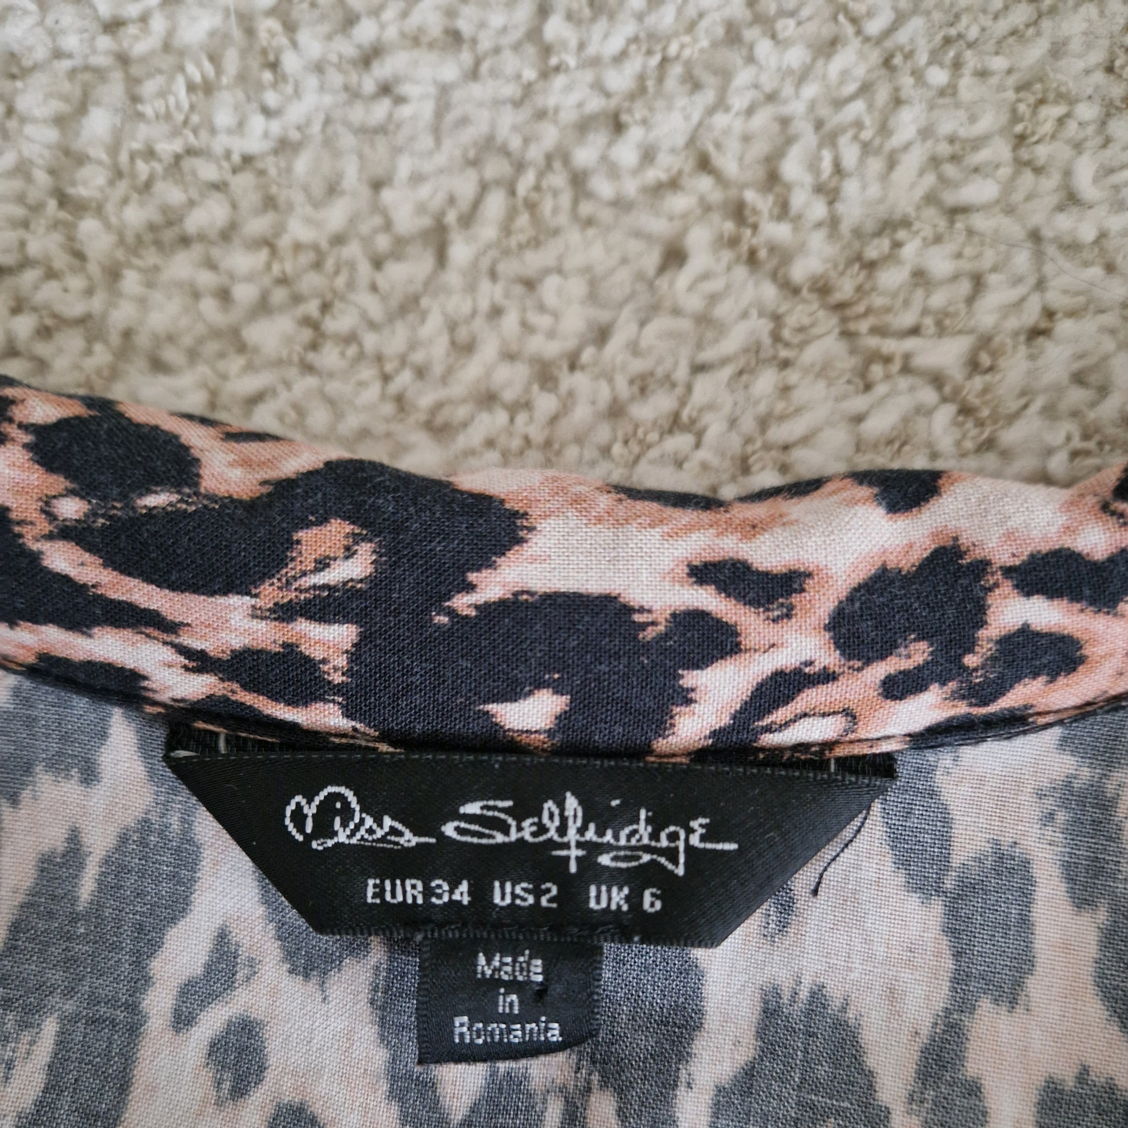 Miss Selfridge
EUR 34 US 2 UK 6
Made
in
Romania